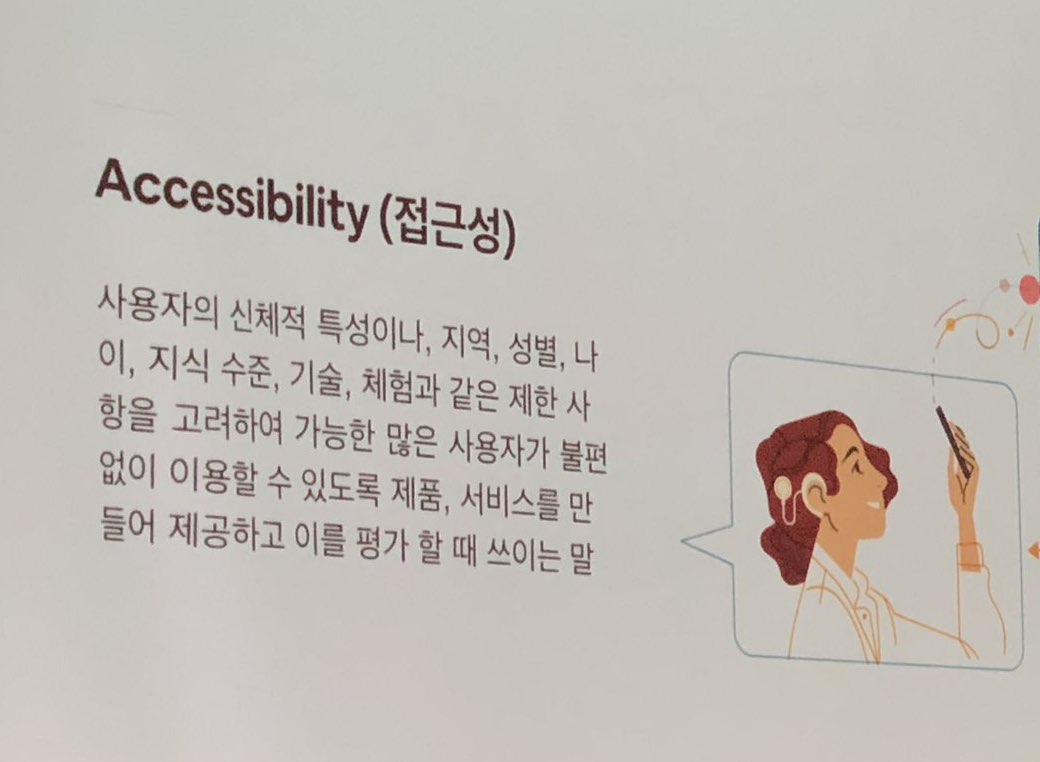 Accessibility (접근성)
사용자의 신체적 특성이나, 지역, 성별, 나
이, 지식 수준, 기술, 체험과 같은 제한 사
항을 고려하여 가능한 많은 사용자가 불편
없이 이용할 수 있도록 제품, 서비스를 만
들어 제공하고 이를 평가 할 때 쓰이는 말